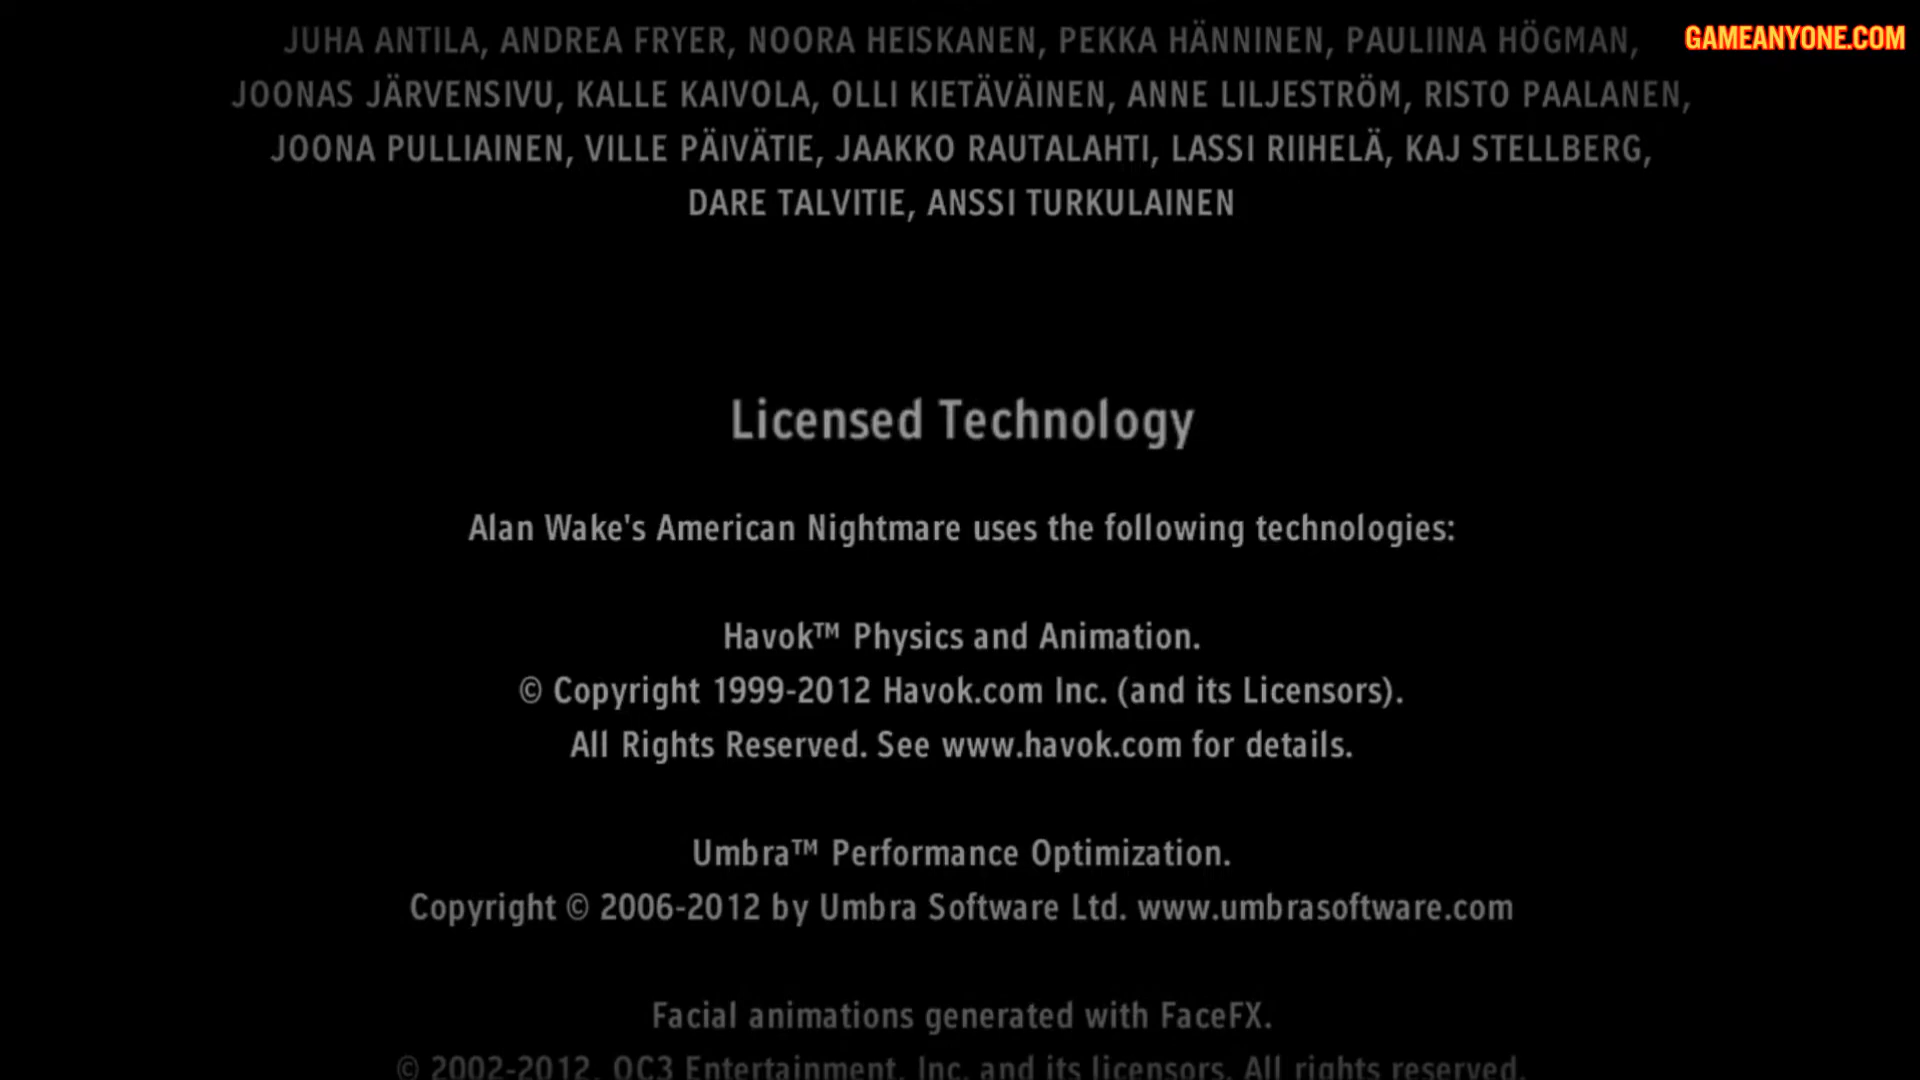 JUHA ANTILA, ANDREA FRYER, NOORA HEISKANEN, PEKKA HÄNNINEN, PAULIINA HÖGMAN,
GAMEANYONE.COM
JOONAS JÄRVENSIVU, KALLE KAIVOLA, OLLI KIETÄVÄINEN, ANNE LILJESTRÖM, RISTO PAALANEN,
JOONA PULLIAINEN, VILLE PÄIVÄTIE, JAAKKO RAUTALAHTI, LASSI RIIHELÄ, KAJ STELLBERG,
DARE TALVITIE, ANSSI TURKULAINEN
Licensed Technology
Alan Wake's American Nightmare uses the following technologies:
Havok™ Physics and Animation.
© Copyright 1999-2012 Havok.com Inc. (and its Licensors).
All Rights Reserved. See www.havok.com for details.
Umbra™ Performance Optimization.
Copyright © 2006-2012 by Umbra Software Ltd. www.umbrasoftware.com
Facial animations generated with FaceFX.
© 2002-2012, OC3 Entertainment, Inc. and its licensors. All rights reserved.